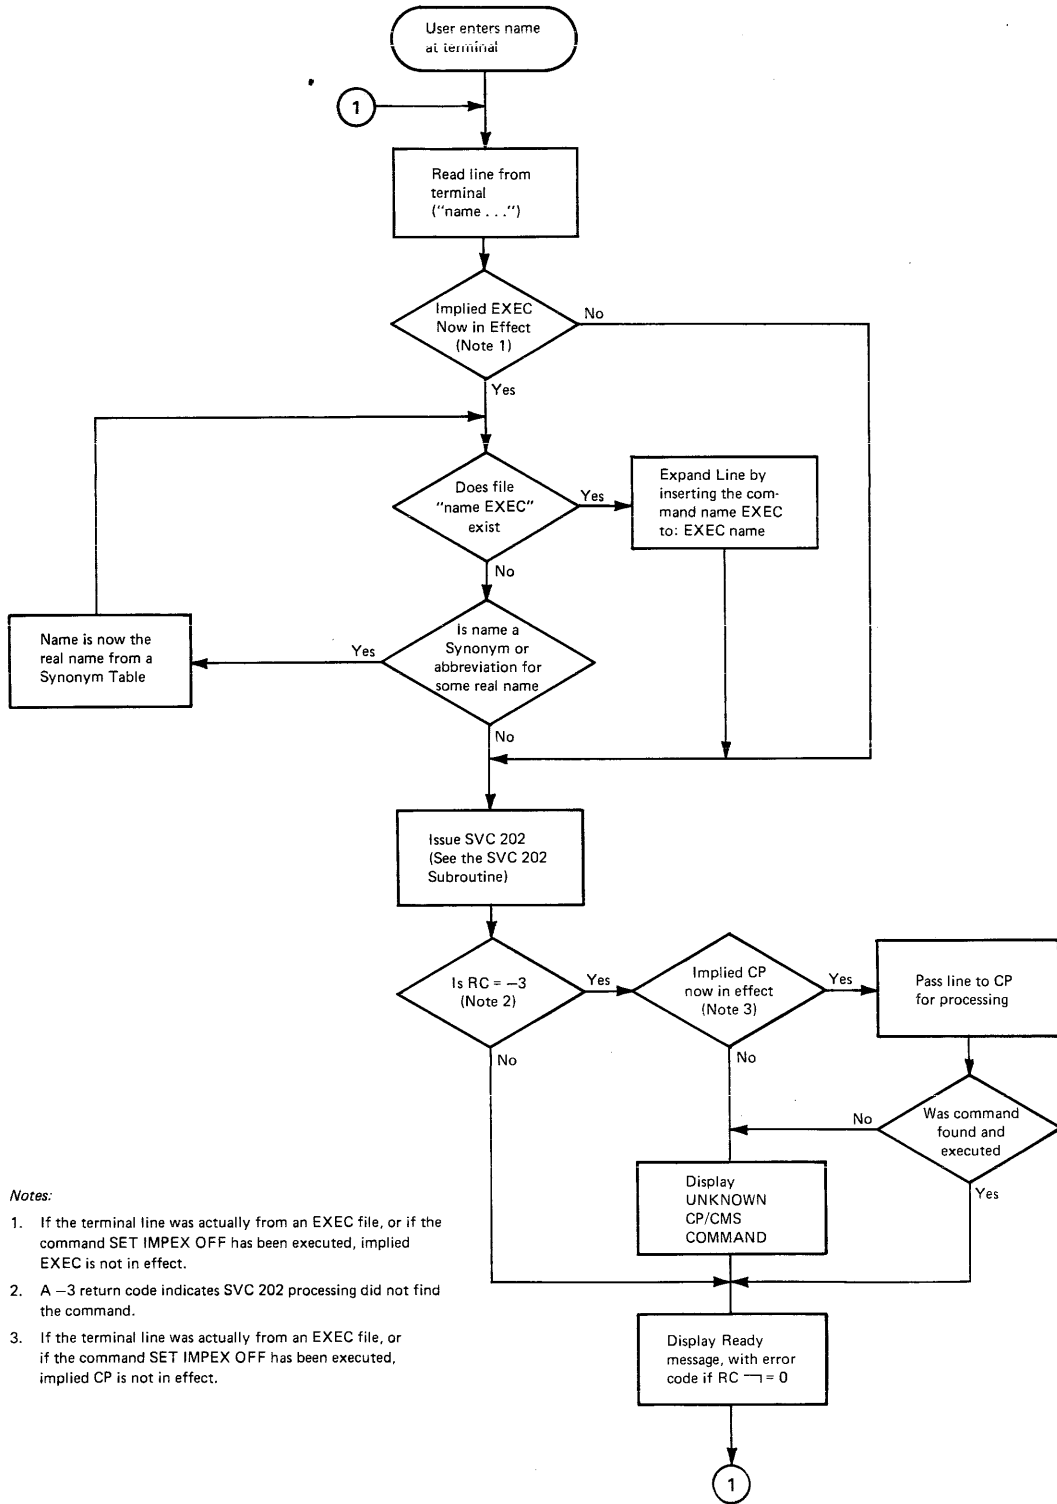 User enters name
at terminal
1
Read line from
terminal
("name . . .")
Implied EXEC
Now in Effect
(Note 1)
No
Yes
Does file
"name EXEC"
exist
Yes
Expand Line by
inserting the com-
mand name EXEC
to: EXEC name
No
Name is now the
real name from a
Synonym Table
Yes
Is name a
Synonym or
abbreviation for
some real name
No
Issue SVC 202
(See the SVC 202
Subroutine)
Is RC = −3
(Note 2)
Yes
Implied CP
now in effect
(Note 3)
Yes
Pass line to CP
for processing
No
No
No
Was command
found and
executed
Yes
Display
UNKNOWN
CP/CMS
COMMAND
Notes:
1. If the terminal line was actually from an EXEC file, or if the
command SET IMPEX OFF has been executed, implied
EXEC is not in effect.
2. A −3 return code indicates SVC 202 processing did not find
the command.
3. If the terminal line was actually from an EXEC file, or
if the command SET IMPEX OFF has been executed,
implied CP is not in effect.
Display Ready
message, with error
code if RC ¬ = 0
1